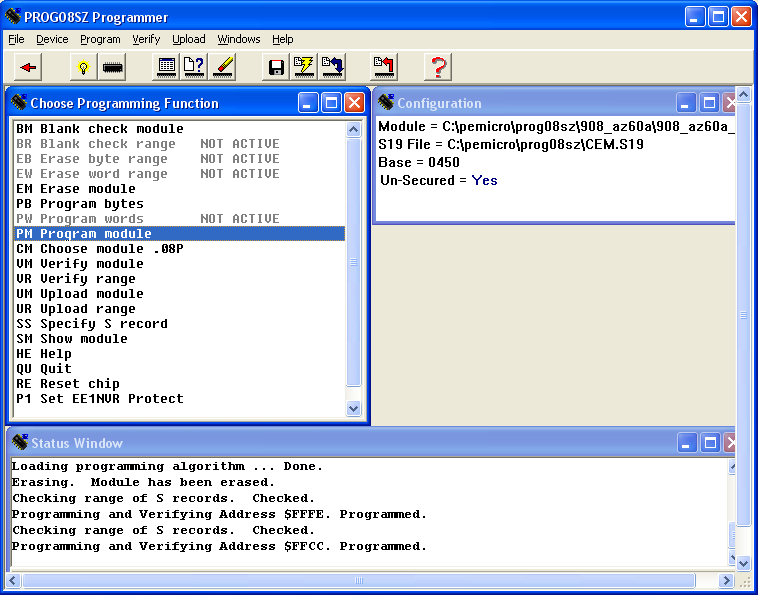 PROG08SZ Programmer
File Device Program Verify Upload Windows Help
Choose Programming Function
BM Blank check module
BR Blank check range NOT ACTIVE
EB Erase byte range NOT ACTIVE
EW Erase word range NOT ACTIVE
EM Erase module
PB Program bytes
PW Program words NOT ACTIVE
PM Program module
CM Choose module .08P
VM Verify module
VR Verify range
UM Upload module
UR Upload range
SS Specify S record
SM Show module
HE Help
QU Quit
RE Reset chip
P1 Set EE1NVR Protect
Configuration
Module = C:\pemicro\prog08sz\908_az60a\908_az60a_
S19 File = C:\pemicro\prog08sz\CEM.S19
Base = 0450
Un-Secured = Yes
Status Window
Loading programming algorithm ... Done.
Erasing. Module has been erased.
Checking range of S records. Checked.
Programming and Verifying Address $FFFE. Programmed.
Checking range of S records. Checked.
Programming and Verifying Address $FFCC. Programmed.